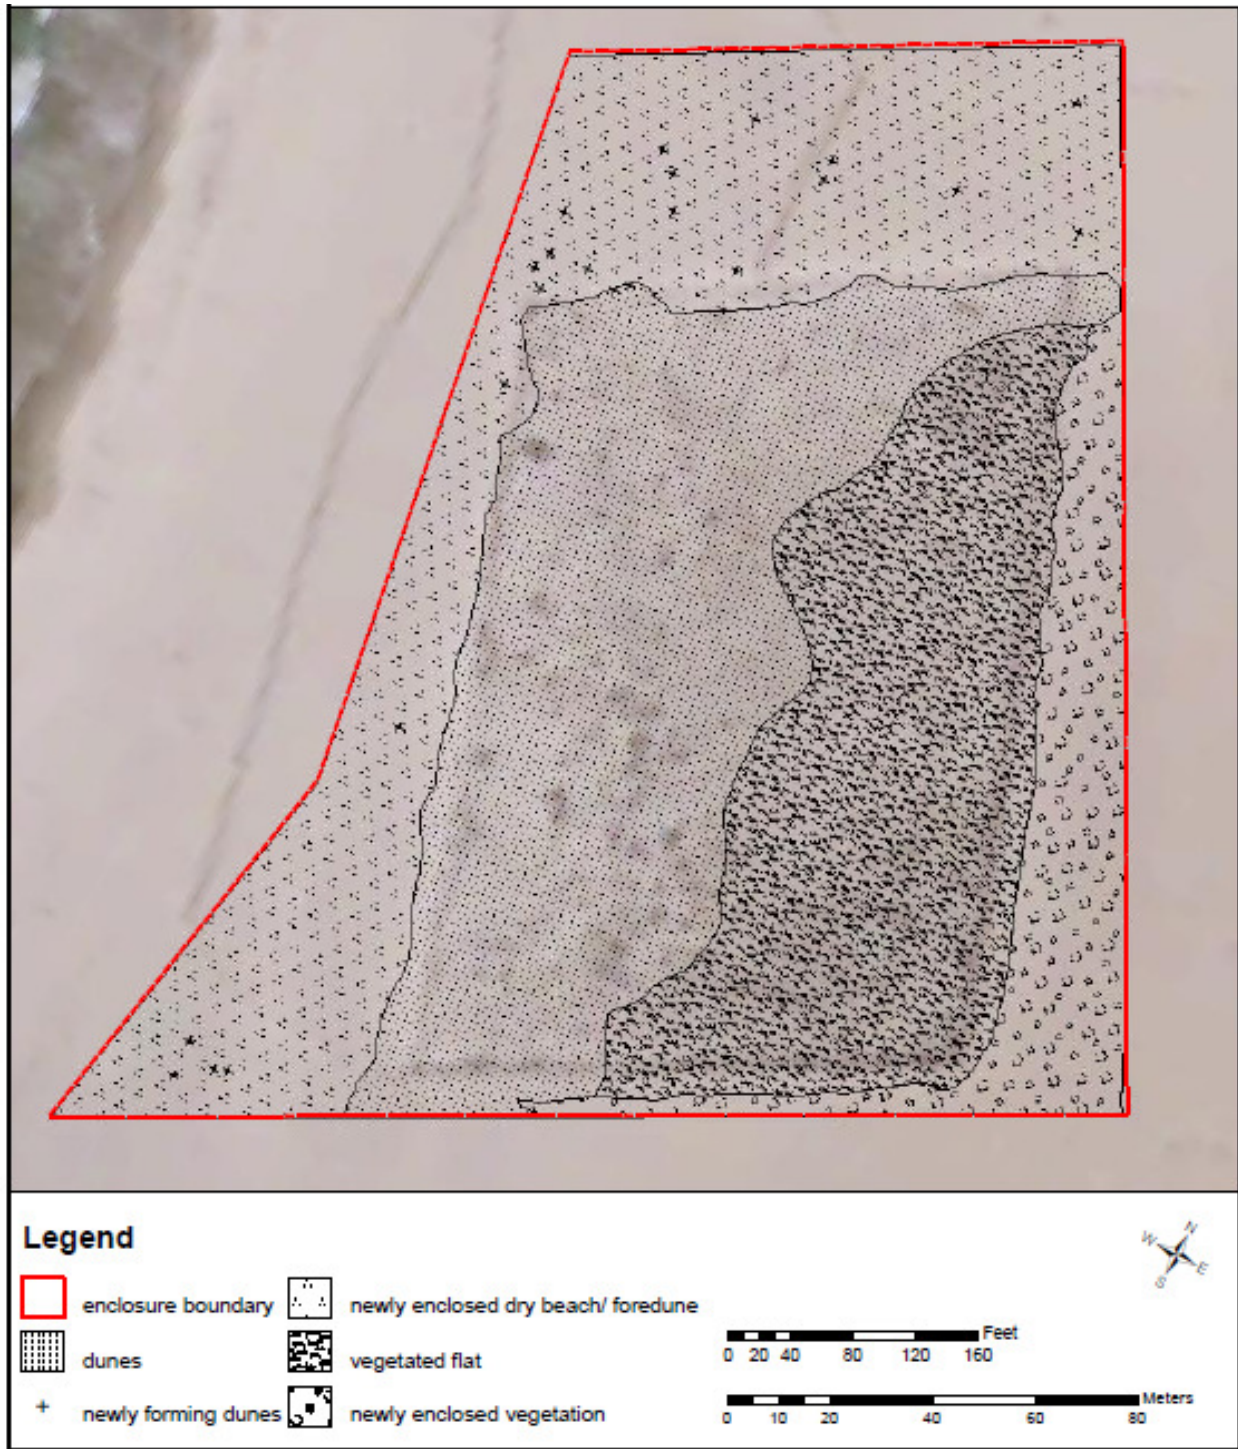 Legend
enclosure boundary
newly enclosed dry beach/ foredune
dunes
vegetated flat
newly forming dunes
newly enclosed vegetation
N
W
E
S
Feet
0 20 40 80 120 160
Meters
0 10 20 40 60 80